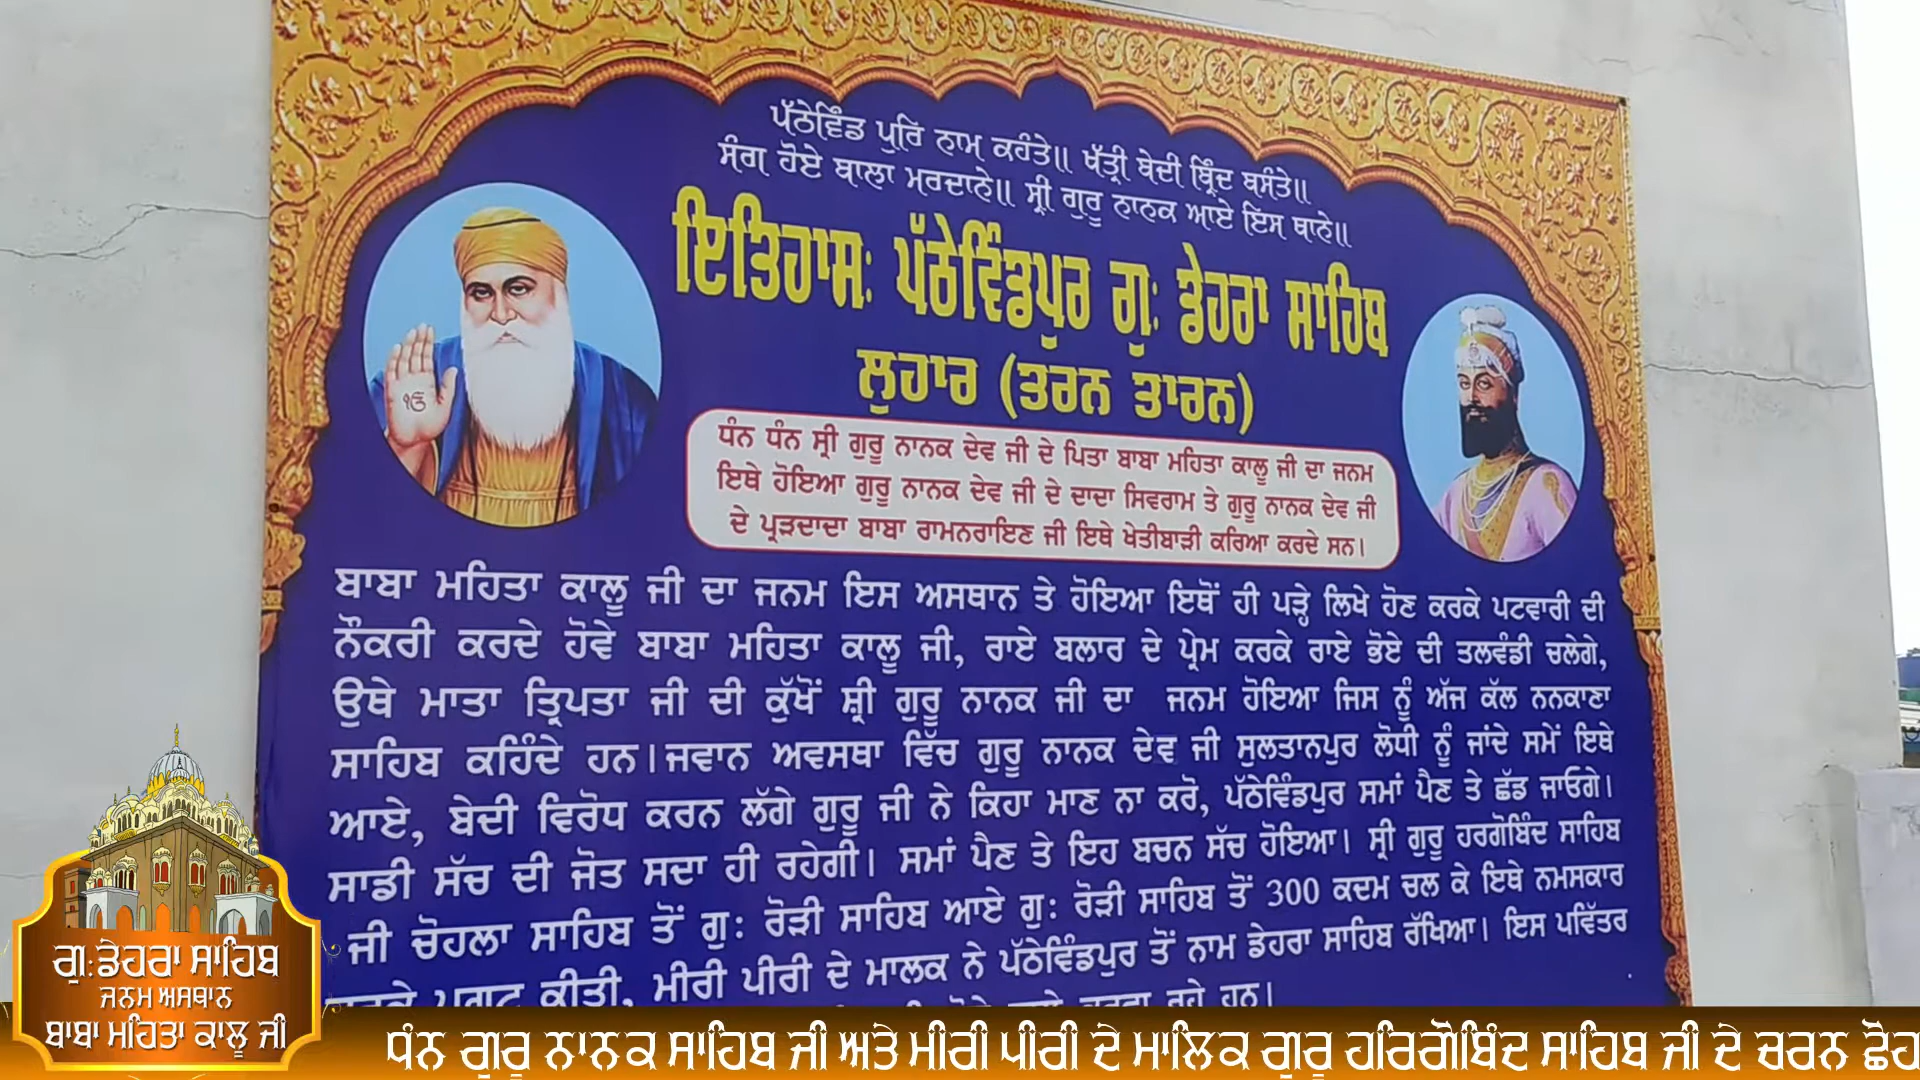 ਪੱਠੇਵਿੰਡ ਪੁਰਿ ਨਾਮੁ ਕਹੰਤੇ॥ ਖੱਤ੍ਰੀ ਬੇਦੀ ਬ੍ਰਿੰਦ ਬਸੰਤੇ॥
ਸੰਗ ਹੋਏ ਬਾਲਾ ਮਰਦਾਨੇ॥ ਸ੍ਰੀ ਗੁਰੂ ਨਾਨਕ ਆਏ ਇਸ ਥਾਨੇ॥
ਇਤਿਹਾਸ: ਪੱਠੇਵਿੰਡਪੁਰ ਗੁ: ਡੇਹਰਾ ਸਾਹਿਬ
ਲੁਹਾਰ (ਤਰਨ ਤਾਰਨ)
ੴ
ਧੰਨ ਧੰਨ ਸ੍ਰੀ ਗੁਰੂ ਨਾਨਕ ਦੇਵ ਜੀ ਦੇ ਪਿਤਾ ਬਾਬਾ ਮਹਿਤਾ ਕਾਲੂ ਜੀ ਦਾ ਜਨਮ
ਇਥੇ ਹੋਇਆ ਗੁਰੂ ਨਾਨਕ ਦੇਵ ਜੀ ਦੇ ਦਾਦਾ ਸਿਵਰਾਮ ਤੇ ਗੁਰੂ ਨਾਨਕ ਦੇਵ ਜੀ
ਦੇ ਪ੍ਰੜਦਾਦਾ ਬਾਬਾ ਰਾਮਨਰਾਇਣ ਜੀ ਇਥੇ ਖੇਤੀਬਾੜੀ ਕਰਿਆ ਕਰਦੇ ਸਨ।
ਬਾਬਾ ਮਹਿਤਾ ਕਾਲੂ ਜੀ ਦਾ ਜਨਮ ਇਸ ਅਸਥਾਨ ਤੇ ਹੋਇਆ ਇਥੋਂ ਹੀ ਪੜ੍ਹੇ ਲਿਖੇ ਹੋਣ ਕਰਕੇ ਪਟਵਾਰੀ ਦੀ
ਨੌਕਰੀ ਕਰਦੇ ਹੋਵੇ ਬਾਬਾ ਮਹਿਤਾ ਕਾਲੂ ਜੀ, ਰਾਏ ਬਲਾਰ ਦੇ ਪ੍ਰੇਮ ਕਰਕੇ ਰਾਏ ਭੋਏ ਦੀ ਤਲਵੰਡੀ ਚਲੇਗੇ,
ਉਥੇ ਮਾਤਾ ਤ੍ਰਿਪਤਾ ਜੀ ਦੀ ਕੁੱਖੋਂ ਸ਼੍ਰੀ ਗੁਰੂ ਨਾਨਕ ਜੀ ਦਾ ਜਨਮ ਹੋਇਆ ਜਿਸ ਨੂੰ ਅੱਜ ਕੱਲ ਨਨਕਾਣਾ
ਸਾਹਿਬ ਕਹਿੰਦੇ ਹਨ।ਜਵਾਨ ਅਵਸਥਾ ਵਿੱਚ ਗੁਰੂ ਨਾਨਕ ਦੇਵ ਜੀ ਸੁਲਤਾਨਪੁਰ ਲੋਧੀ ਨੂੰ ਜਾਂਦੇ ਸਮੇਂ ਇਥੇ
ਆਏ, ਬੇਦੀ ਵਿਰੋਧ ਕਰਨ ਲੱਗੇ ਗੁਰੂ ਜੀ ਨੇ ਕਿਹਾ ਮਾਣ ਨਾ ਕਰੋ, ਪੱਠੇਵਿੰਡਪੁਰ ਸਮਾਂ ਪੈਣ ਤੇ ਛੱਡ ਜਾਓਗੇ।
ਸਾਡੀ ਸੱਚ ਦੀ ਜੋਤ ਸਦਾ ਹੀ ਰਹੇਗੀ। ਸਮਾਂ ਪੈਣ ਤੇ ਇਹ ਬਚਨ ਸੱਚ ਹੋਇਆ। ਸ੍ਰੀ ਗੁਰੂ ਹਰਗੋਬਿੰਦ ਸਾਹਿਬ
ਜੀ ਚੋਹਲਾ ਸਾਹਿਬ ਤੋਂ ਗੁ: ਰੋੜੀ ਸਾਹਿਬ ਆਏ ਗੁ: ਰੋੜੀ ਸਾਹਿਬ ਤੋਂ 300 ਕਦਮ ਚਲ ਕੇ ਇਥੇ ਨਮਸਕਾਰ
ਕੀਤੀ, ਮੀਰੀ ਪੀਰੀ ਦੇ ਮਾਲਕ ਨੇ ਪੱਠੇਵਿੰਡਪੁਰ ਤੋਂ ਨਾਮ ਡੇਹਰਾ ਸਾਹਿਬ ਰੱਖਿਆ। ਇਸ ਪਵਿੱਤਰ
ਰਹੇ ਹਨ।
ਗੁ:ਡੇਹਰਾ ਸਾਹਿਬ
ਜਨਮ ਅਸਥਾਨ
ਬਾਬਾ ਮਹਿਤਾ ਕਾਲੂ ਜੀ
ਧੰਨ ਗੁਰੂ ਨਾਨਕ ਸਾਹਿਬ ਜੀ ਅਤੇ ਮੀਰੀ ਪੀਰੀ ਦੇ ਮਾਲਿਕ ਗੁਰੂ ਹਰਿਗੋਬਿੰਦ ਸਾਹਿਬ ਜੀ ਦੇ ਚਰਨ ਛੋਹ